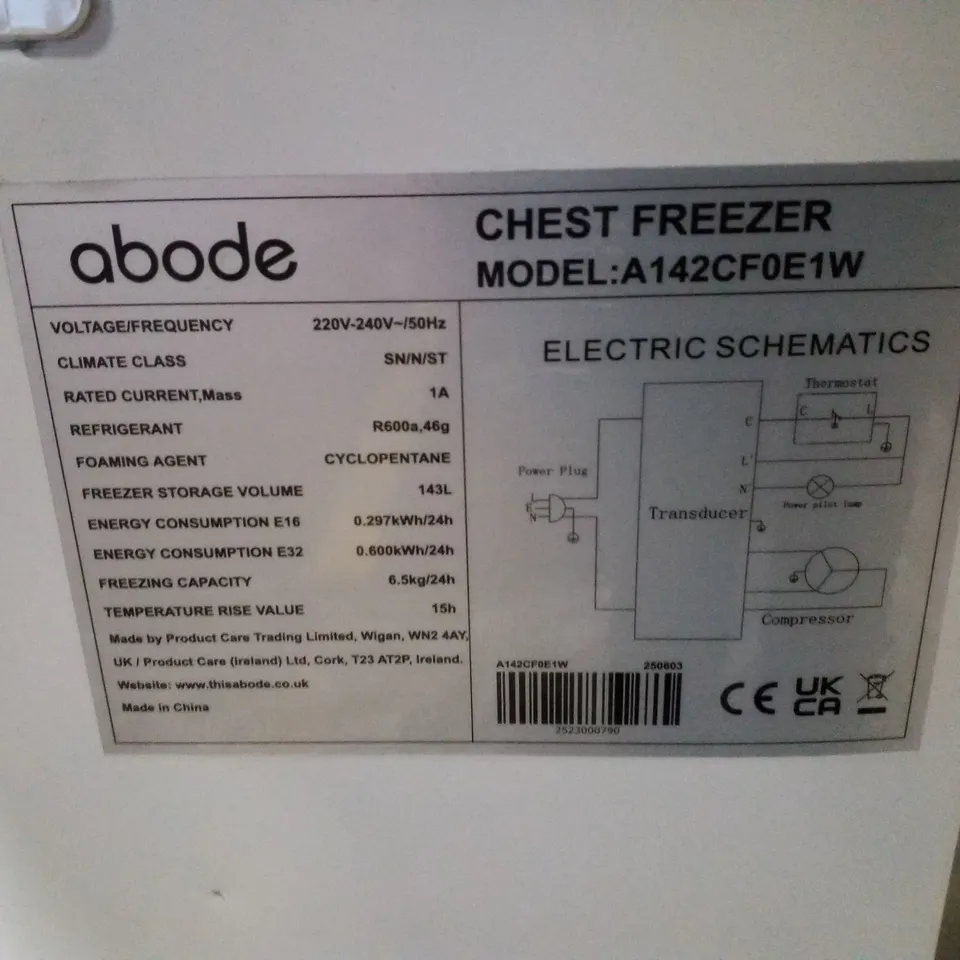 abode
CHEST FREEZER
MODEL:A142CF0E1W
VOLTAGE/FREQUENCY 220V-240V~/50Hz
CLIMATE CLASS SN/N/ST
RATED CURRENT,Mass 1A
REFRIGERANT R600a,46g
FOAMING AGENT CYCLOPENTANE
FREEZER STORAGE VOLUME 143L
ENERGY CONSUMPTION E16 0.297kWh/24h
ENERGY CONSUMPTION E32 0.600kWh/24h
FREEZING CAPACITY 6.5kg/24h
TEMPERATURE RISE VALUE 15h
Made by Product Care Trading Limited, Wigan, WN2 4AY,
UK / Product Care (Ireland) Ltd, Cork, T23 AT2P, Ireland.
Website: www.thisabode.co.uk
Made in China
ELECTRIC SCHEMATICS
Thermostat
C L
C
L'
N
Power Plug
L
E
N
Transducer
Power pilot lamp
Compressor
A142CF0E1W 250603
2523000790
CE
UK
CA